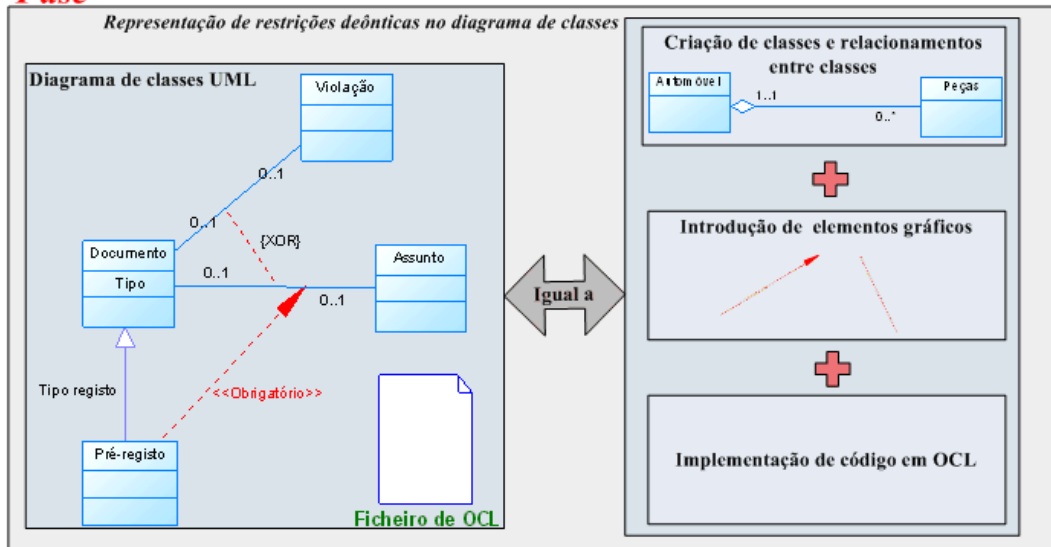 Fase
Representação de restrições deônticas no diagrama de classes
Diagrama de classes UML
Violação
0..1
0..1
{XOR}
Documento
Tipo
0..1
0..1
Assunto
Tipo registo
<<Obrigatório>>
Pré-registo
Ficheiro de OCL
Igual a
Criação de classes e relacionamentos
entre classes
Automóvel
1..1
0..*
Peças
Introdução de elementos gráficos
Implementação de código em OCL